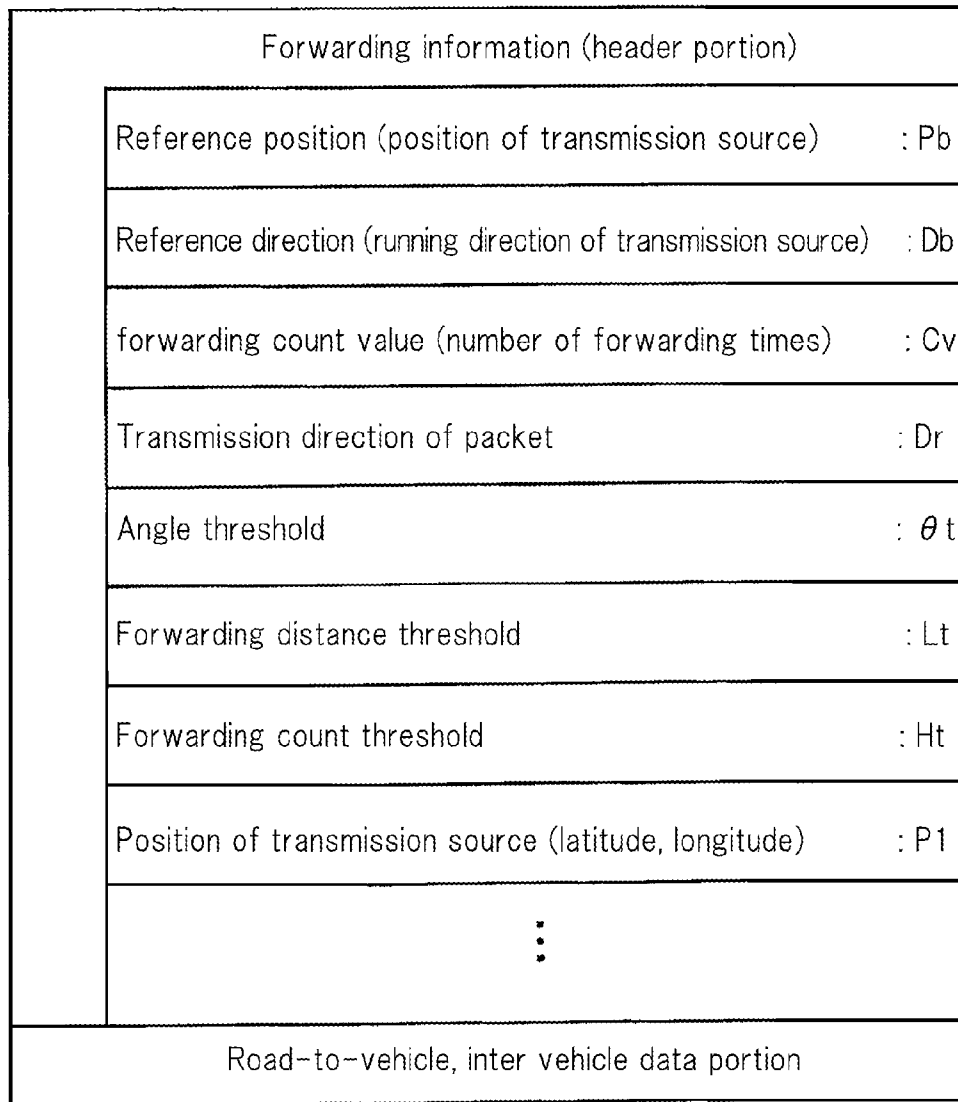 Forwarding information (header portion)
Reference position (position of transmission source) : Pb
Reference direction (running direction of transmission source) : Db
forwarding count value (number of forwarding times) : Cv
Transmission direction of packet : Dr
Angle threshold : θt
Forwarding distance threshold : Lt
Forwarding count threshold : Ht
Position of transmission source (latitude, longitude) : P1
⋮
Road-to-vehicle, inter vehicle data portion